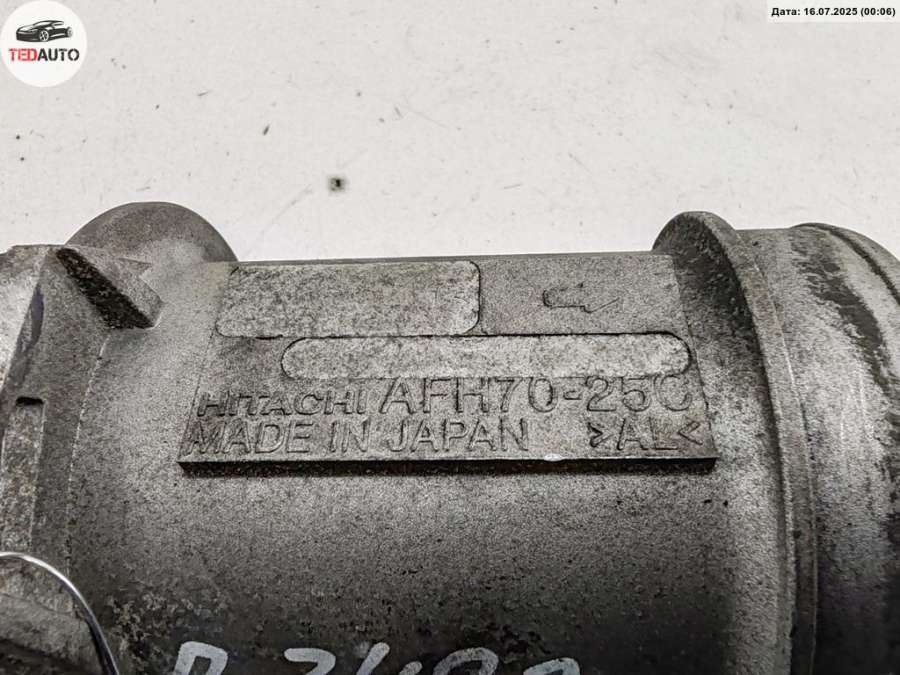 TEDAUTO
Дата: 16.07.2025 (00:06)
HITACHI AFH70-25C
MADE IN JAPAN >AL<